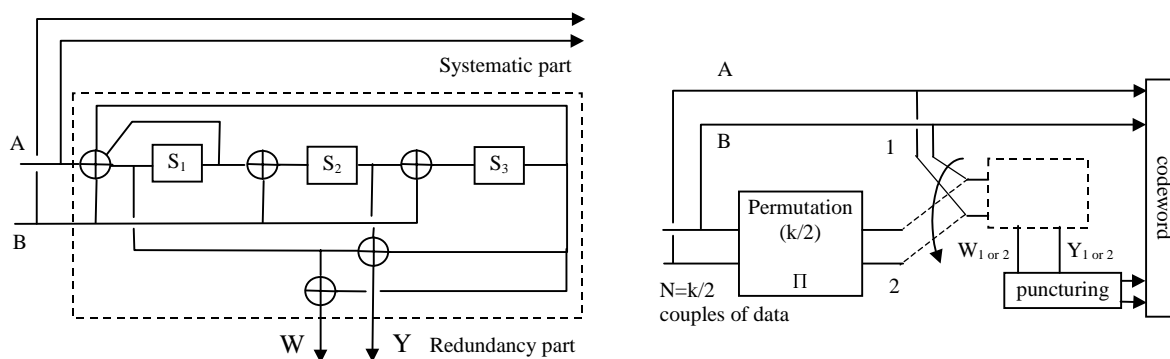 Systematic part
A
S1
S2
S3
B
W
Y
Redundancy part
A
B
1
Permutation
(k/2)
Π
2
N=k/2
couples of data
W1 or 2
Y1 or 2
puncturing
codeword